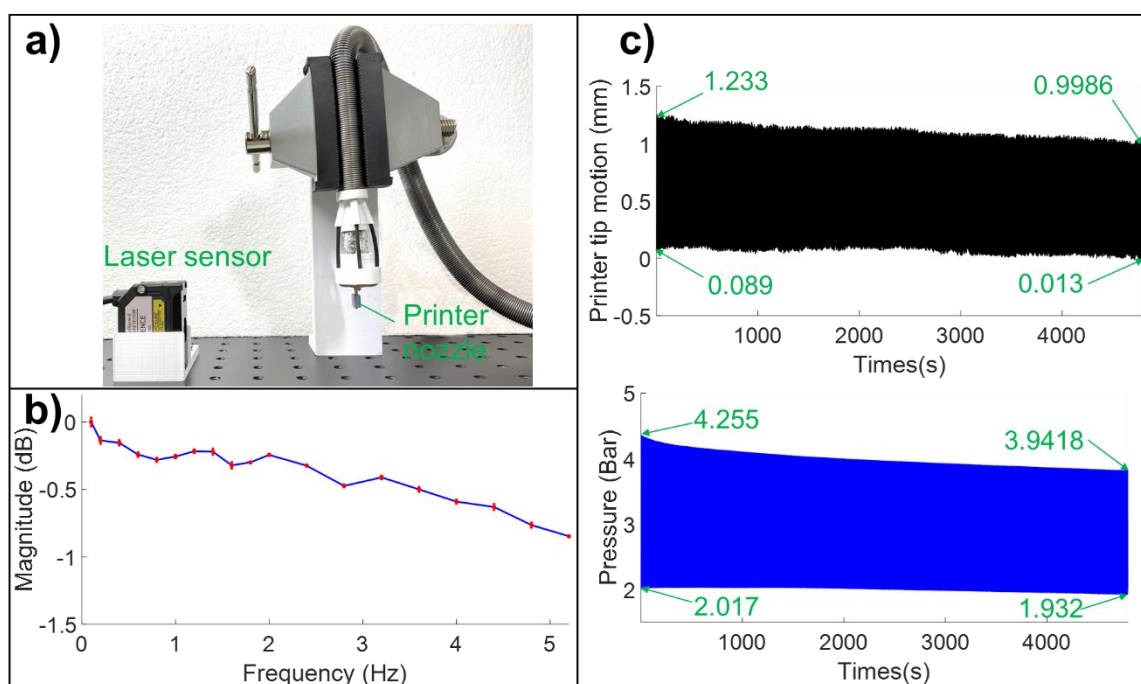 a)
Laser sensor
Printer
nozzle
b)
0
-0.5
-1
-1.5
Magnitude (dB)
0
1
2
3
4
5
Frequency (Hz)
c)
1.5
1
0.5
0
-0.5
Printer tip motion (mm)
1.233
0.9986
0.089
0.013
1000
2000
3000
4000
Times(s)
5
4
3
2
Pressure (Bar)
4.255
3.9418
2.017
1.932
1000
2000
3000
4000
Times(s)